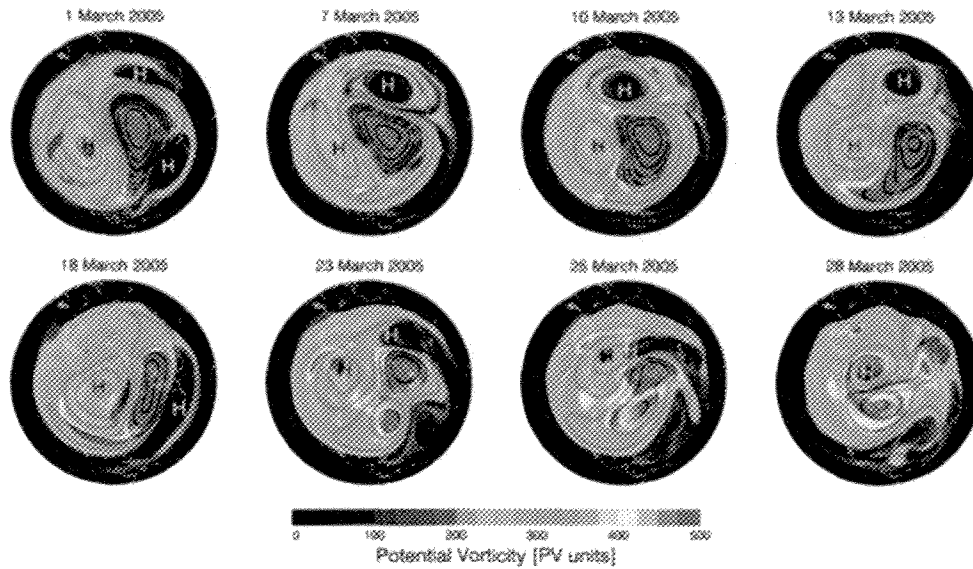 1 March 2005 7 March 2005 10 March 2005 13 March 2005
H H H H
H H H H
H
18 March 2005 23 March 2005 25 March 2005 28 March 2005
H
H
H
H
H
0 100 200 300 400 500
Potential Vorticity [PV units]